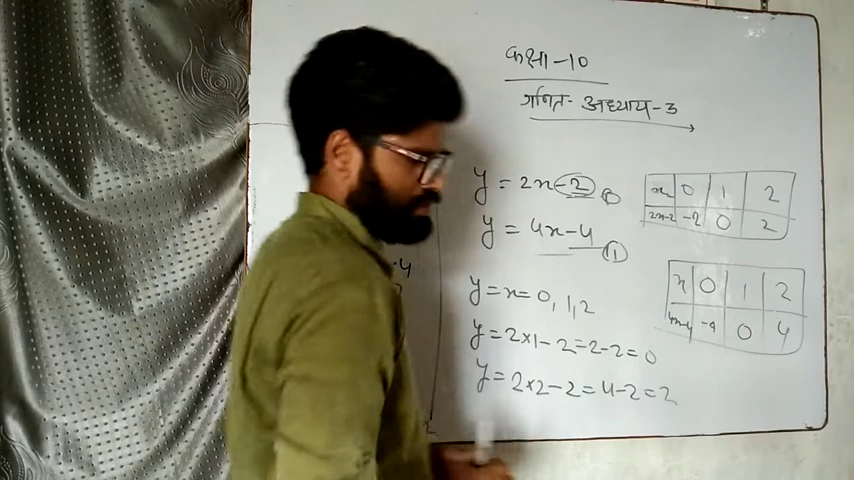 कक्षा-10
गणित- अध्याय-3
y = 2x-2 ①
y = 4x-4 ①
y = x = 0, 1, 2
y = 2×1-2=2-2=0
y = 2×2-2=4-2=2
x 0 1 2
2x-2 -2 0 2
x 0 1 2
4x-4 -4 0 4
-4